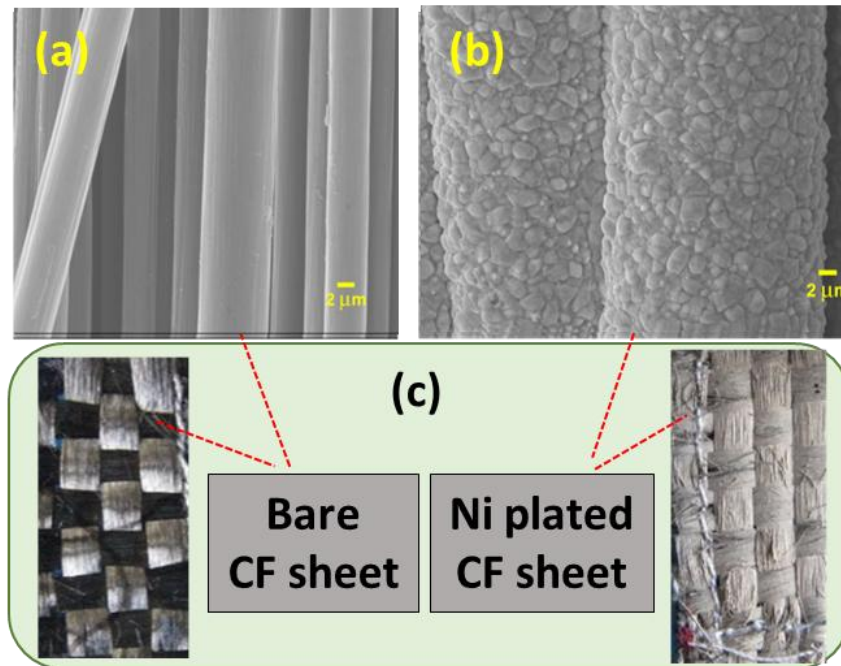 (a)
(b)
2 μm
2 μm
(c)
Bare
CF sheet
Ni plated
CF sheet